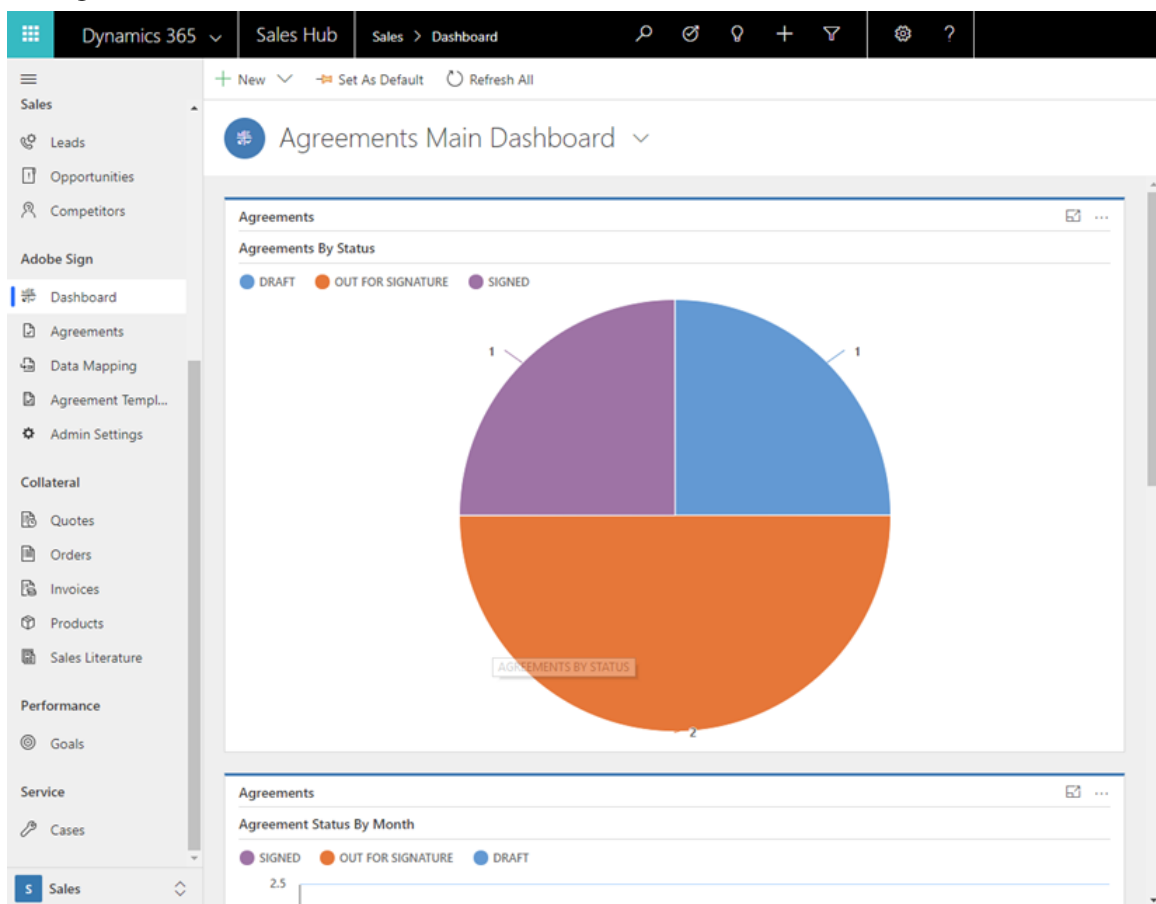 Dynamics 365
Sales Hub
Sales > Dashboard
?
New
Set As Default
Refresh All
Sales
Leads
Opportunities
Competitors
Adobe Sign
Dashboard
Agreements
Data Mapping
Agreement Templ...
Admin Settings
Collateral
Quotes
Orders
Invoices
Products
Sales Literature
Performance
Goals
Service
Cases
S Sales
Agreements Main Dashboard
Agreements
...
Agreements By Status
DRAFT OUT FOR SIGNATURE SIGNED
1 1
AGREEMENTS BY STATUS
2
Agreements
...
Agreement Status By Month
SIGNED OUT FOR SIGNATURE DRAFT
2.5